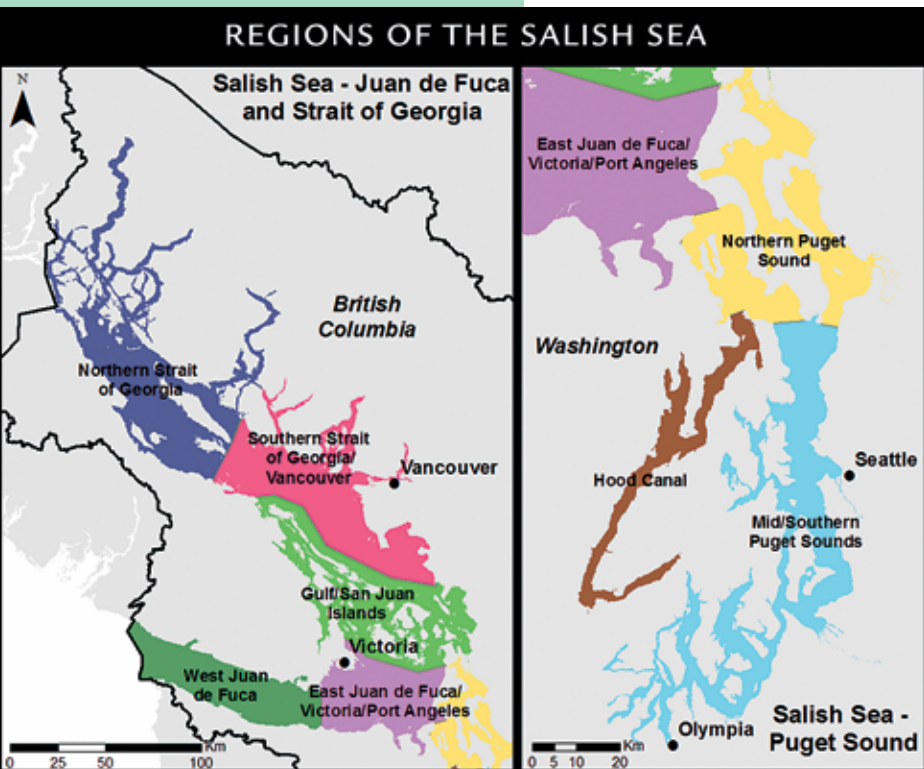 REGIONS OF THE SALISH SEA
N
Salish Sea - Juan de Fuca
and Strait of Georgia
British
Columbia
Northern Strait
of Georgia
Southern Strait
of Georgia/
Vancouver
Vancouver
Gulf/San Juan
Islands
Victoria
West Juan
de Fuca
East Juan de Fuca/
Victoria/Port Angeles
Km
0 25 50 100
East Juan de Fuca/
Victoria/Port Angeles
Northern Puget
Sound
Washington
Hood Canal
Seattle
Mid/Southern
Puget Sounds
Olympia
Salish Sea -
Puget Sound
Km
0 5 10 20